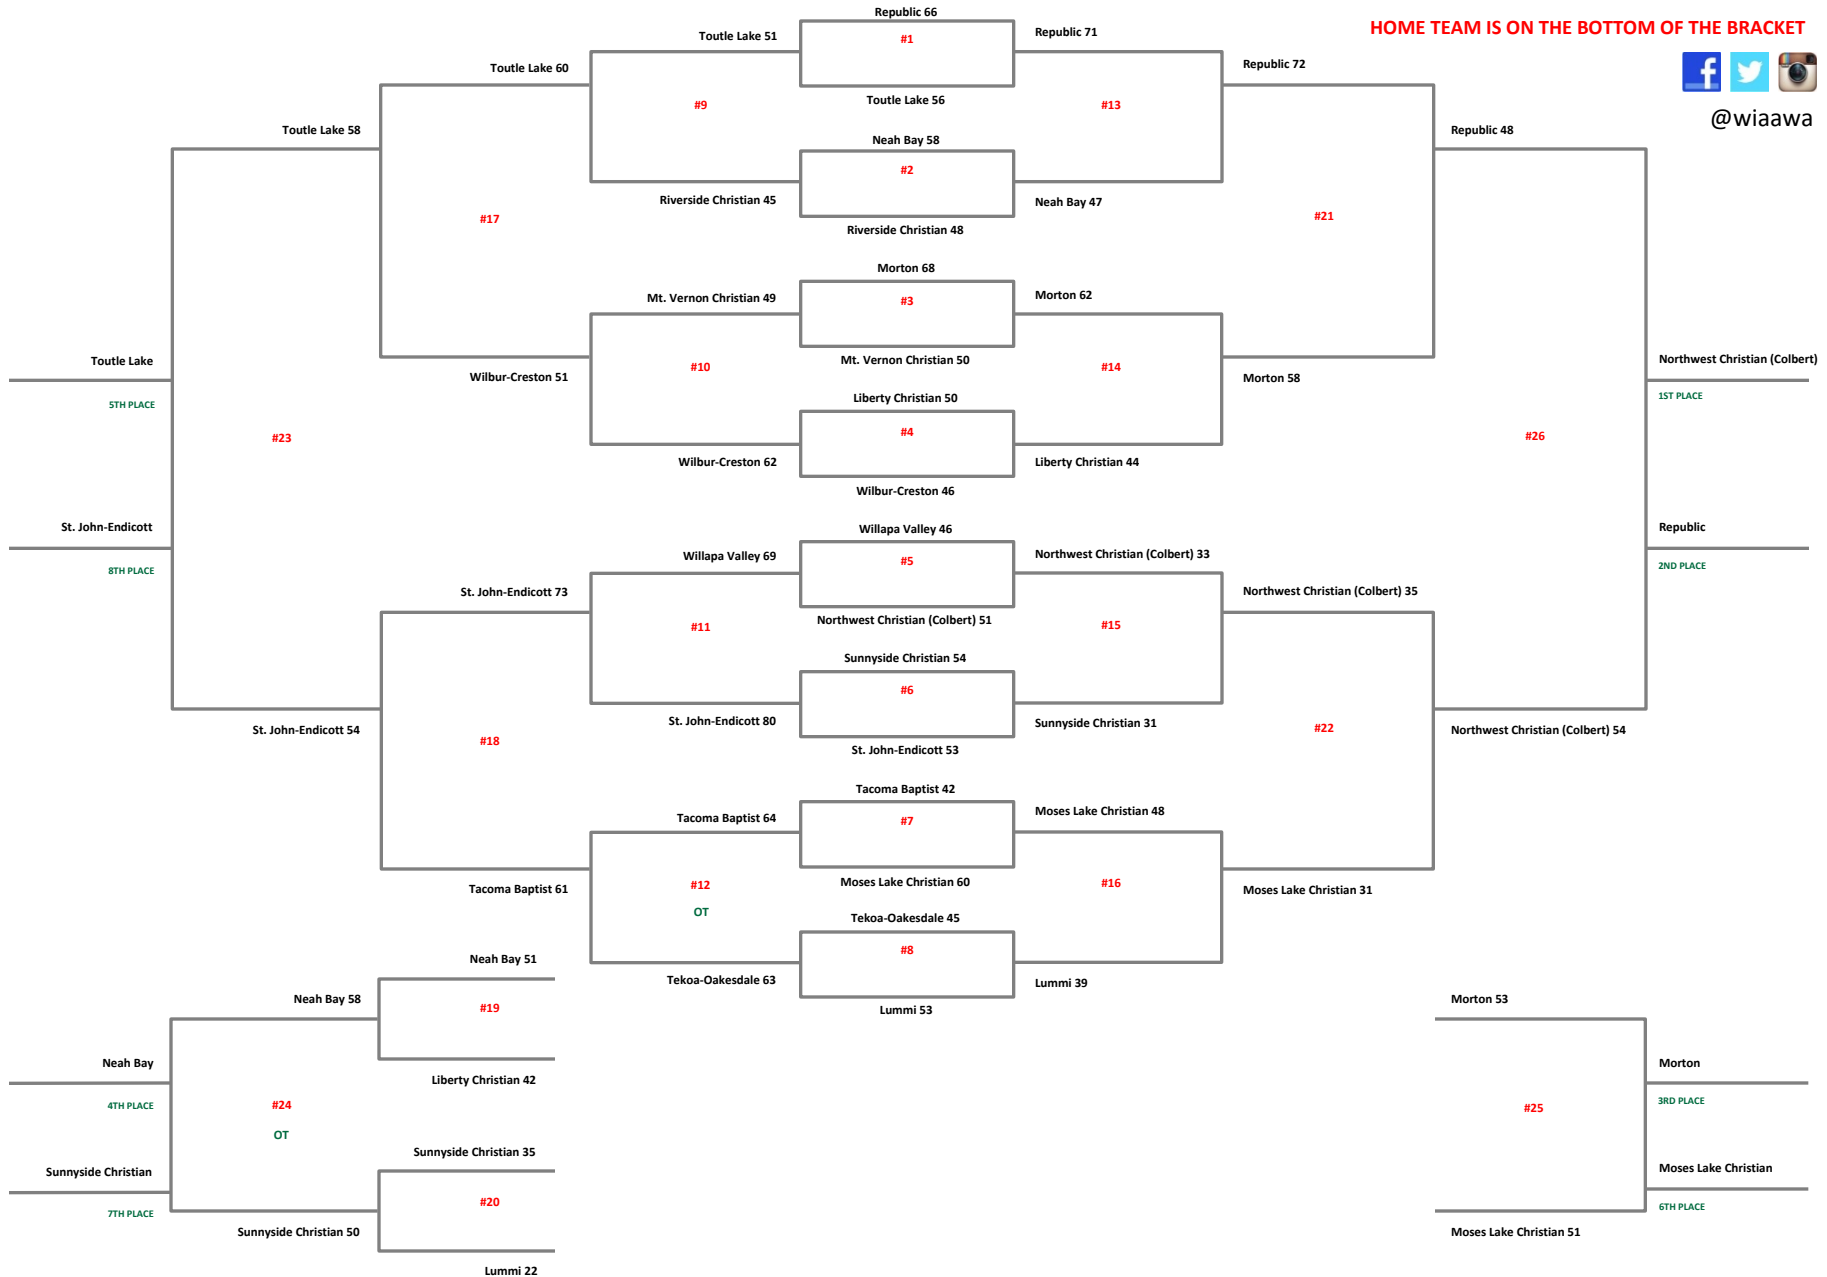 HOME TEAM IS ON THE BOTTOM OF THE BRACKET
@wiaawa
Republic 66
#1
Toutle Lake 56
Neah Bay 58
#2
Riverside Christian 48
Morton 68
#3
Mt. Vernon Christian 50
Liberty Christian 50
#4
Wilbur-Creston 46
Willapa Valley 46
#5
Northwest Christian (Colbert) 51
Sunnyside Christian 54
#6
St. John-Endicott 53
Tacoma Baptist 42
#7
Moses Lake Christian 60
Tekoa-Oakesdale 45
#8
Lummi 53
Toutle Lake 51
#9
Riverside Christian 45
Mt. Vernon Christian 49
#10
Wilbur-Creston 62
Willapa Valley 69
#11
St. John-Endicott 80
Tacoma Baptist 64
#12
OT
Tekoa-Oakesdale 63
Republic 71
#13
Neah Bay 47
Morton 62
#14
Liberty Christian 44
Northwest Christian (Colbert) 33
#15
Sunnyside Christian 31
Moses Lake Christian 48
#16
Lummi 39
Toutle Lake 60
#17
Wilbur-Creston 51
St. John-Endicott 73
#18
Tacoma Baptist 61
Neah Bay 51
#19
Liberty Christian 42
Sunnyside Christian 35
#20
Lummi 22
Republic 72
#21
Morton 58
Northwest Christian (Colbert) 35
#22
Moses Lake Christian 31
Toutle Lake 58
#23
St. John-Endicott 54
Toutle Lake
5TH PLACE
St. John-Endicott
8TH PLACE
Neah Bay 58
#24
OT
Sunnyside Christian 50
Neah Bay
4TH PLACE
Sunnyside Christian
7TH PLACE
Morton 53
#25
Moses Lake Christian 51
Morton
3RD PLACE
Moses Lake Christian
6TH PLACE
Republic 48
#26
Northwest Christian (Colbert) 54
Northwest Christian (Colbert)
1ST PLACE
Republic
2ND PLACE